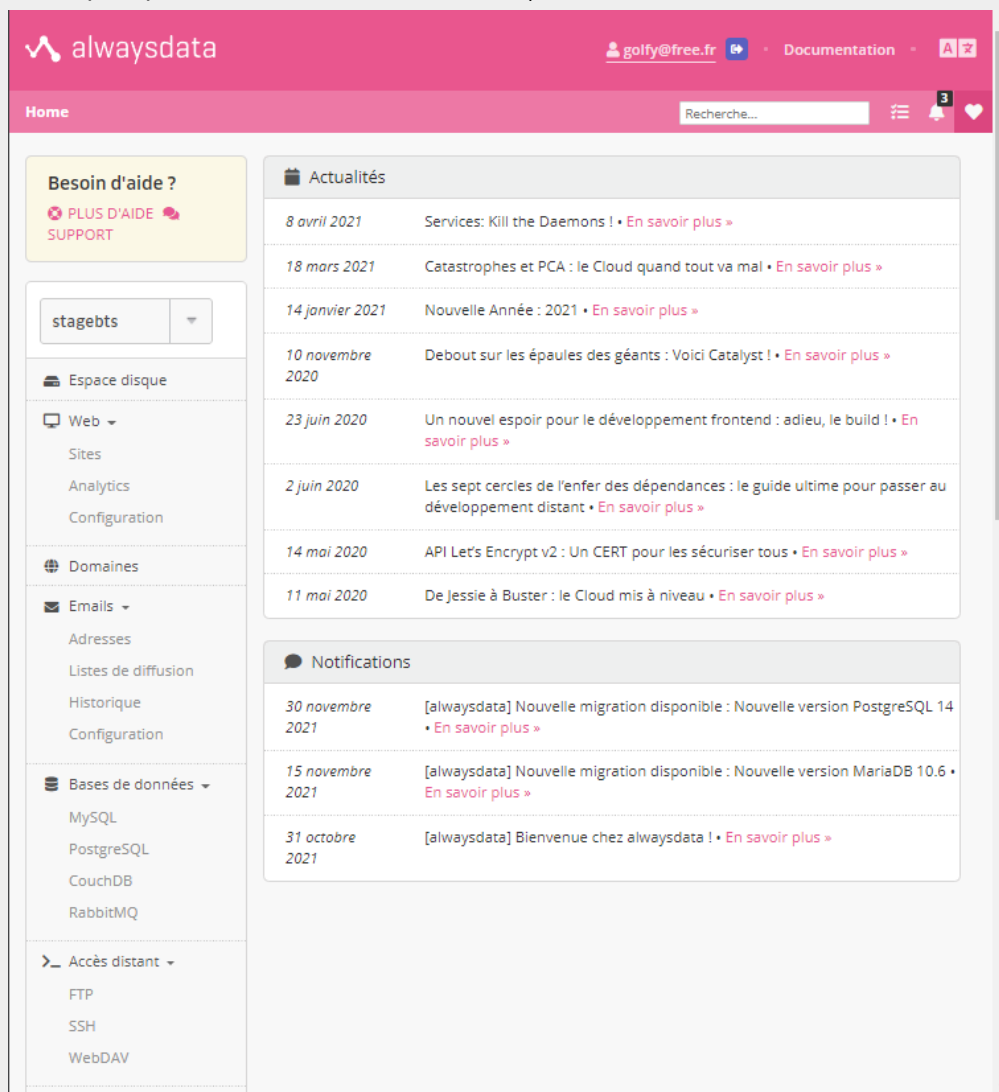 alwaysdata
golfy@free.fr
Documentation
Home
Recherche...
3
Besoin d'aide ?
PLUS D'AIDE
SUPPORT
stagebts
Espace disque
Web
Sites
Analytics
Configuration
Domaines
Emails
Adresses
Listes de diffusion
Historique
Configuration
Bases de données
MySQL
PostgreSQL
CouchDB
RabbitMQ
Accès distant
FTP
SSH
WebDAV
Actualités
8 avril 2021 Services: Kill the Daemons ! • En savoir plus »
18 mars 2021 Catastrophes et PCA : le Cloud quand tout va mal • En savoir plus »
14 janvier 2021 Nouvelle Année : 2021 • En savoir plus »
10 novembre Debout sur les épaules des géants : Voici Catalyst ! • En savoir plus »
2020
23 juin 2020 Un nouvel espoir pour le développement frontend : adieu, le build ! • En
savoir plus »
2 juin 2020 Les sept cercles de l’enfer des dépendances : le guide ultime pour passer au
développement distant • En savoir plus »
14 mai 2020 API Let’s Encrypt v2 : Un CERT pour les sécuriser tous • En savoir plus »
11 mai 2020 De Jessie à Buster : le Cloud mis à niveau • En savoir plus »
Notifications
30 novembre [alwaysdata] Nouvelle migration disponible : Nouvelle version PostgreSQL 14
2021 • En savoir plus »
15 novembre [alwaysdata] Nouvelle migration disponible : Nouvelle version MariaDB 10.6 •
2021 En savoir plus »
31 octobre [alwaysdata] Bienvenue chez alwaysdata ! • En savoir plus »
2021